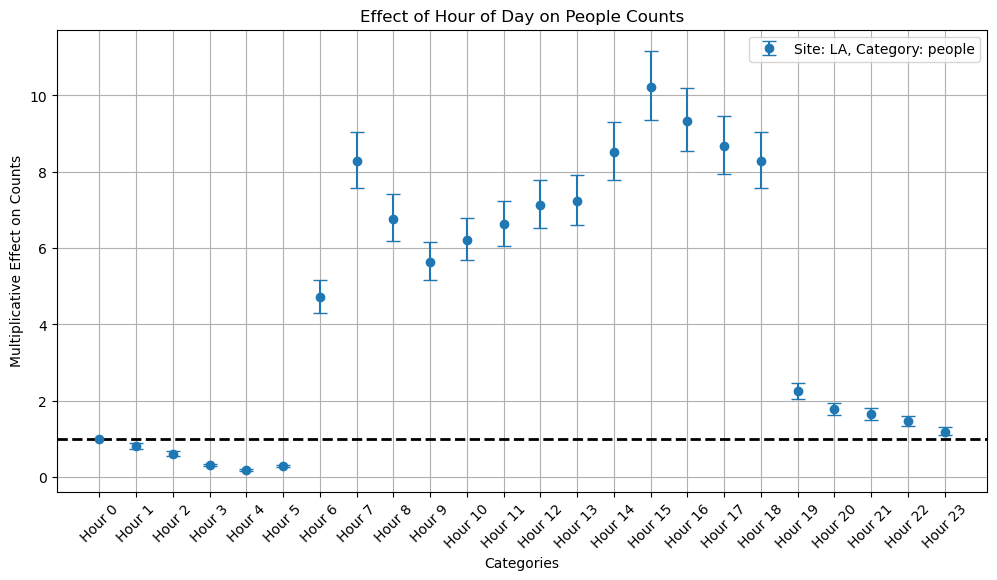 Effect of Hour of Day on People Counts
Site: LA, Category: people
Multiplicative Effect on Counts
10
8
6
4
2
0
Hour 0
Hour 1
Hour 2
Hour 3
Hour 4
Hour 5
Hour 6
Hour 7
Hour 8
Hour 9
Hour 10
Hour 11
Hour 12
Hour 13
Hour 14
Hour 15
Hour 16
Hour 17
Hour 18
Hour 19
Hour 20
Hour 21
Hour 22
Hour 23
Categories